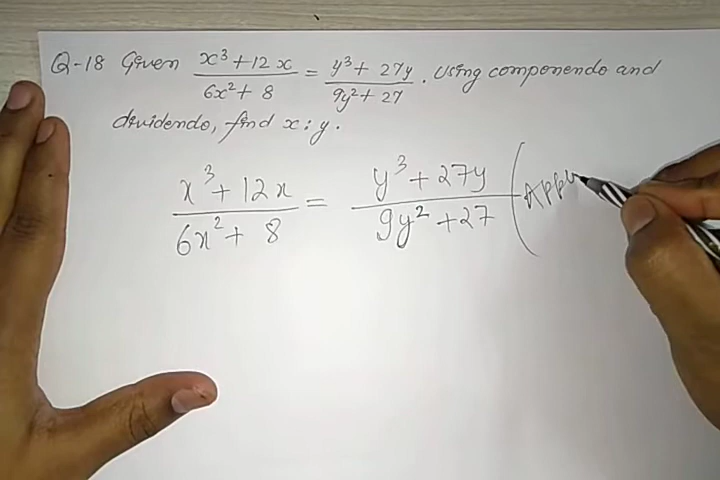 Q-18 Given x³+12x / 6x²+8 = y³+27y / 9y²+27 . Using componendo and
dividendo, find x:y.
x³+12x / 6x²+8 = y³+27y / 9y²+27 (